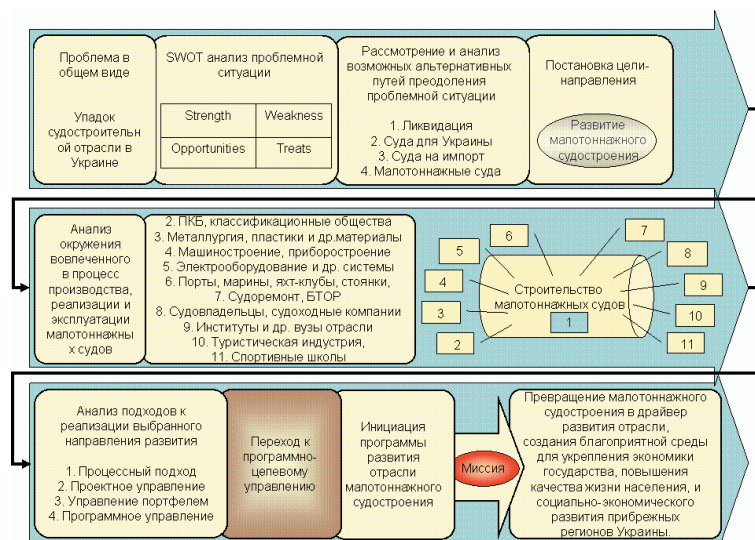 Проблема в
общем виде
Упадок
судостроительн
ой отрасли в
Украине
SWOT анализ проблемной
ситуации
Strength
Weakness
Opportunities
Treats
Рассмотрение и анализ
возможных альтернативных
путей преодоления
проблемной ситуации
1. Ликвидация
2. Суда для Украины
3. Суда на импорт
4. Малотоннажные суда
Постановка цели-
направления
Развитие
малотоннажного
судостроения
Анализ
окружения
вовлеченного
в процесс
производства,
реализации и
эксплуатации
малотоннажны
х судов
2. ПКБ, классификационные общества
3. Металлургия, пластики и др.материалы
4. Машиностроение, приборостроение
5. Электрооборудование и др. системы
6. Порты, марины, яхт-клубы, стоянки,
7. Судоремонт, БТОР
8. Судовладельцы, судоходные компании
9. Институты и др. вузы отрасли
10. Туристическая индустрия,
11. Спортивные школы
2
3
4
5
6
7
8
9
10
11
Строительство
малотоннажных судов
1
Анализ подходов к
реализации выбранного
направления развития
1. Процессный подход
2. Проектное управление
3. Управление портфелем
4. Программное управление
Переход к
программно-
целевому
управлению
Инициация
программы
развития
отрасли
малотоннажного
судостроения
Миссия
Превращение малотоннажного
судостроения в драйвер
развития отрасли,
создания благоприятной среды
для укрепления экономики
государства, повышения
качества жизни населения, и
социально-экономического
развития прибрежных
регионов Украины.